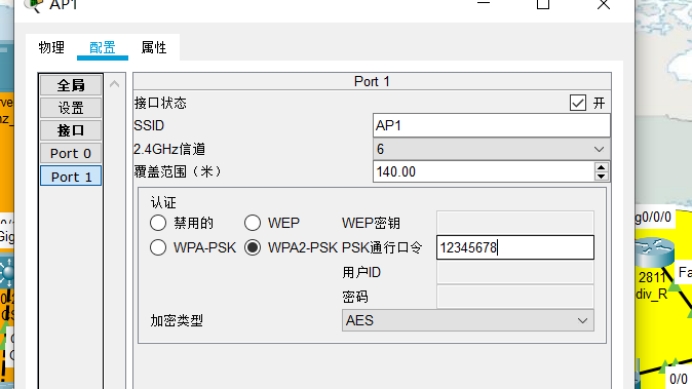 AP1
物理 配置 属性
全局
设置
接口
Port 0
Port 1
Port 1
接口状态 开
SSID AP1
2.4GHz信道 6
覆盖范围（米） 140.00
认证
禁用的 WEP WEP密钥
WPA-PSK WPA2-PSK PSK通行口令 12345678
用户ID
密码
加密类型 AES
g0/0/0
2811
div_R
Fa
0/0
Gig